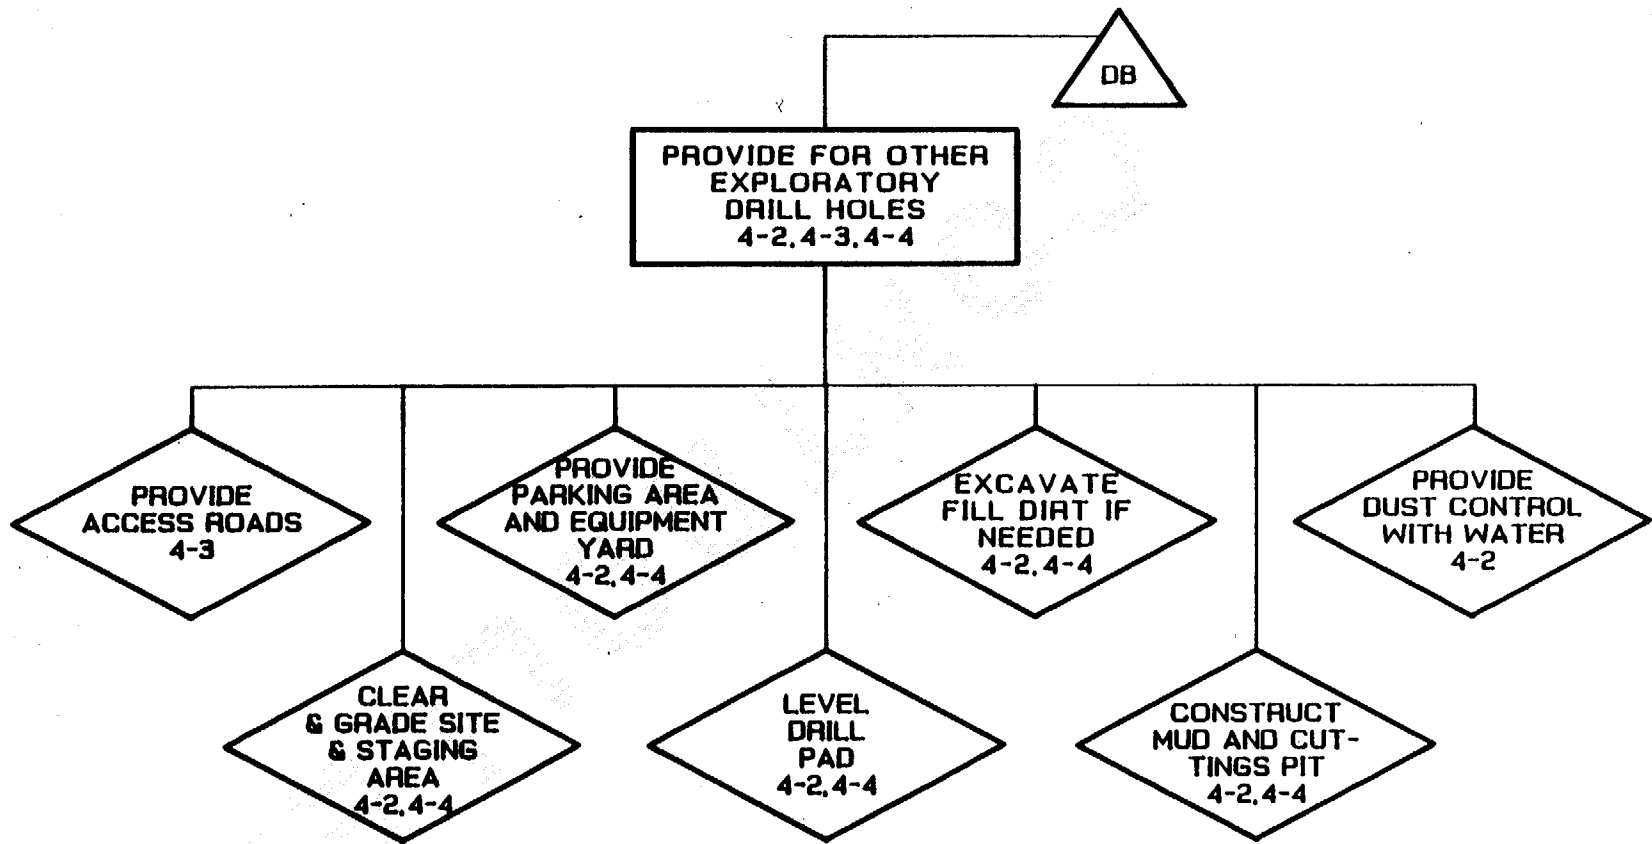 DB
PROVIDE FOR OTHER
EXPLORATORY
DRILL HOLES
4-2,4-3,4-4
PROVIDE
ACCESS ROADS
4-3
PROVIDE
PARKING AREA
AND EQUIPMENT
YARD
4-2,4-4
EXCAVATE
FILL DIRT IF
NEEDED
4-2,4-4
PROVIDE
DUST CONTROL
WITH WATER
4-2
CLEAR
& GRADE SITE
& STAGING
AREA
4-2,4-4
LEVEL
DRILL
PAD
4-2,4-4
CONSTRUCT
MUD AND CUT-
TINGS PIT
4-2,4-4